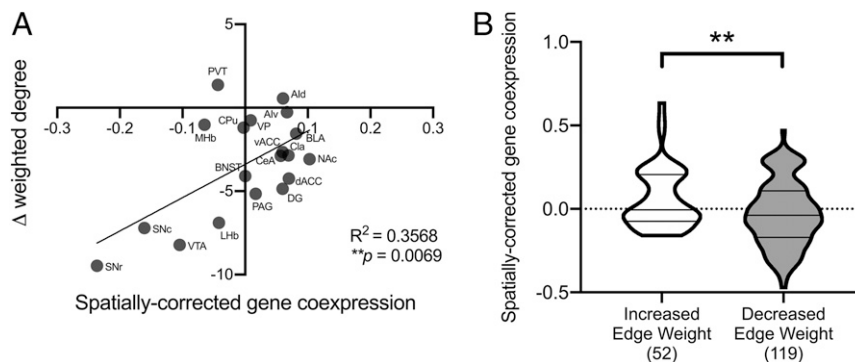 A
Δ weighted degree
5
-5
-10
-0.3
-0.2
-0.1
0.1
0.2
0.3
PVT
AId
AIv
CPu
VP
MHb
BLA
vACC
Cla
CeA
NAc
BNST
dACC
DG
PAG
SNc
LHb
VTA
SNr
R² = 0.3568
**p = 0.0069
Spatially-corrected gene coexpression
B
Spatially-corrected gene coexpression
1.0
0.5
0.0
-0.5
**
Increased
Edge Weight
(52)
Decreased
Edge Weight
(119)